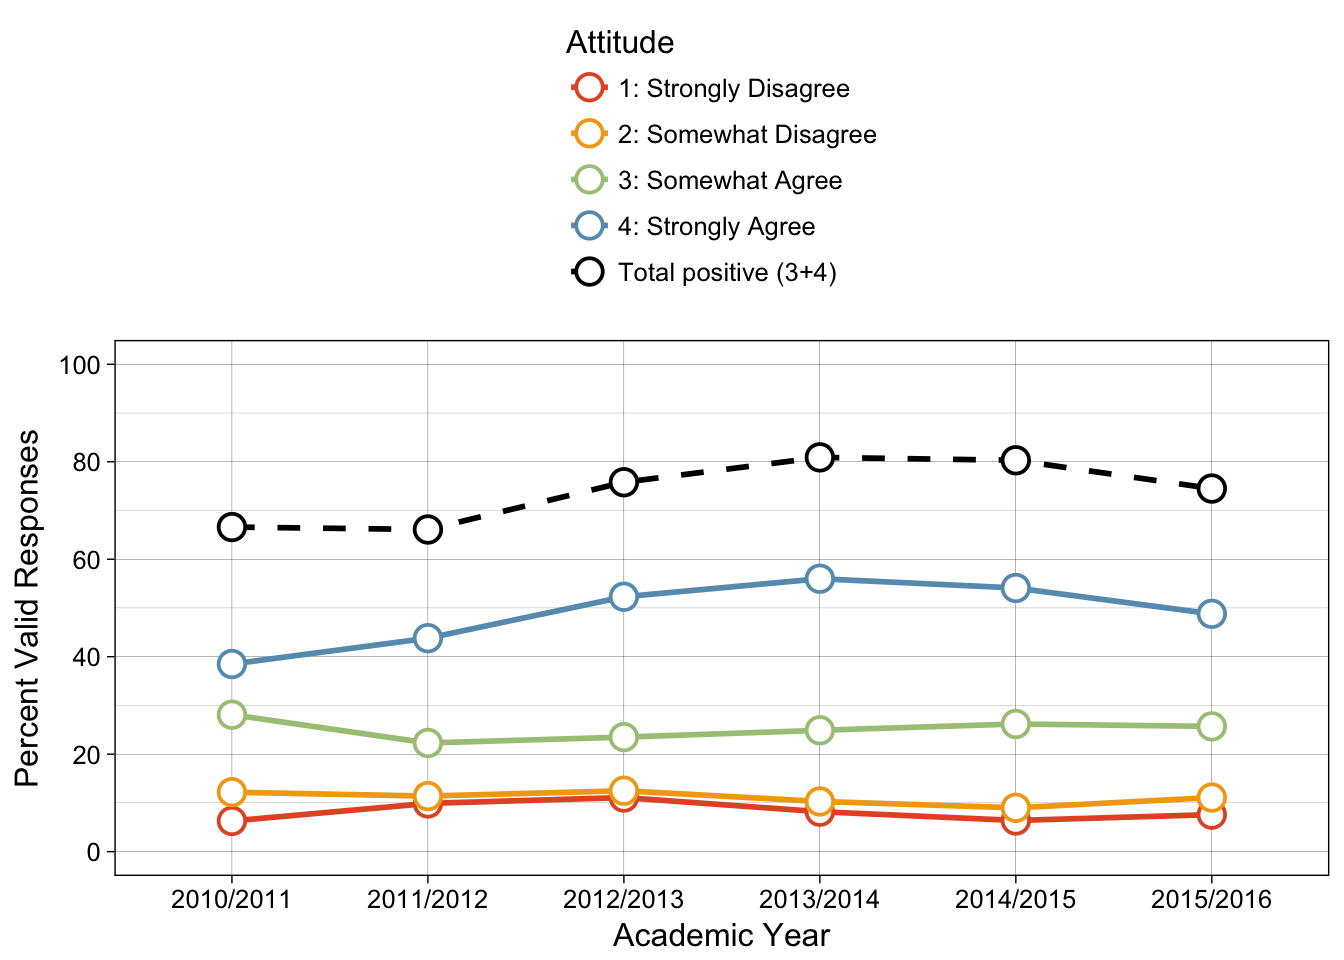 Attitude
1: Strongly Disagree
2: Somewhat Disagree
3: Somewhat Agree
4: Strongly Agree
Total positive (3+4)
Percent Valid Responses
100
80
60
40
20
0
2010/2011 2011/2012 2012/2013 2013/2014 2014/2015 2015/2016
Academic Year